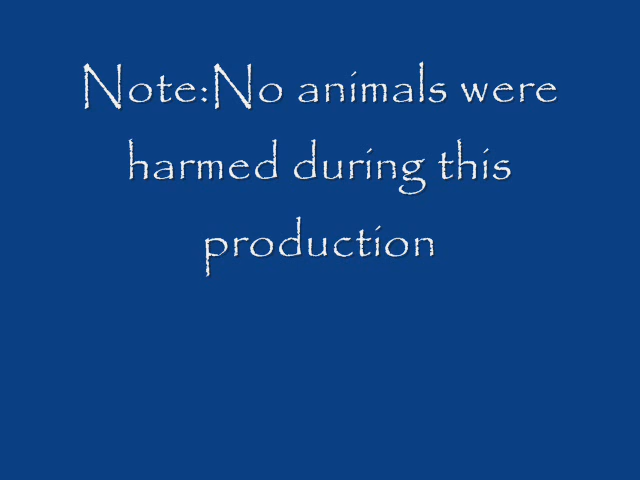 Note:No animals were
harmed during this
production